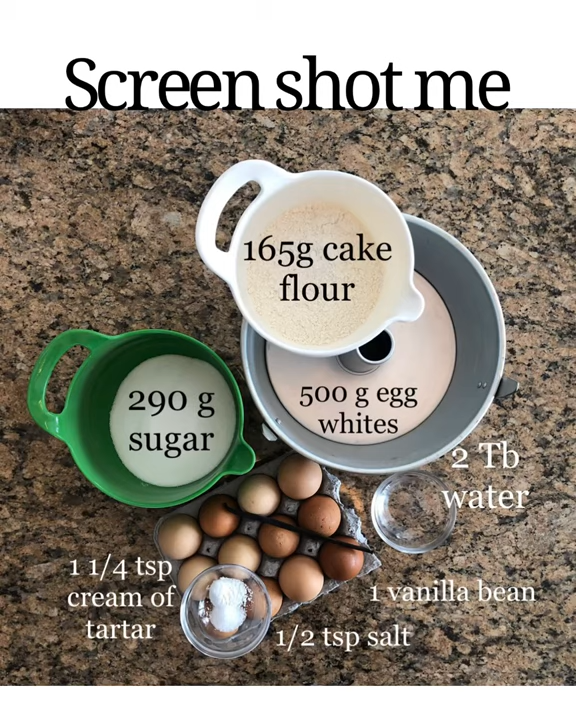 Screen shot me
165g cake
flour
500 g egg
whites
290 g
sugar
2 Tb
water
1 1/4 tsp
cream of
tartar
1 vanilla bean
1/2 tsp salt